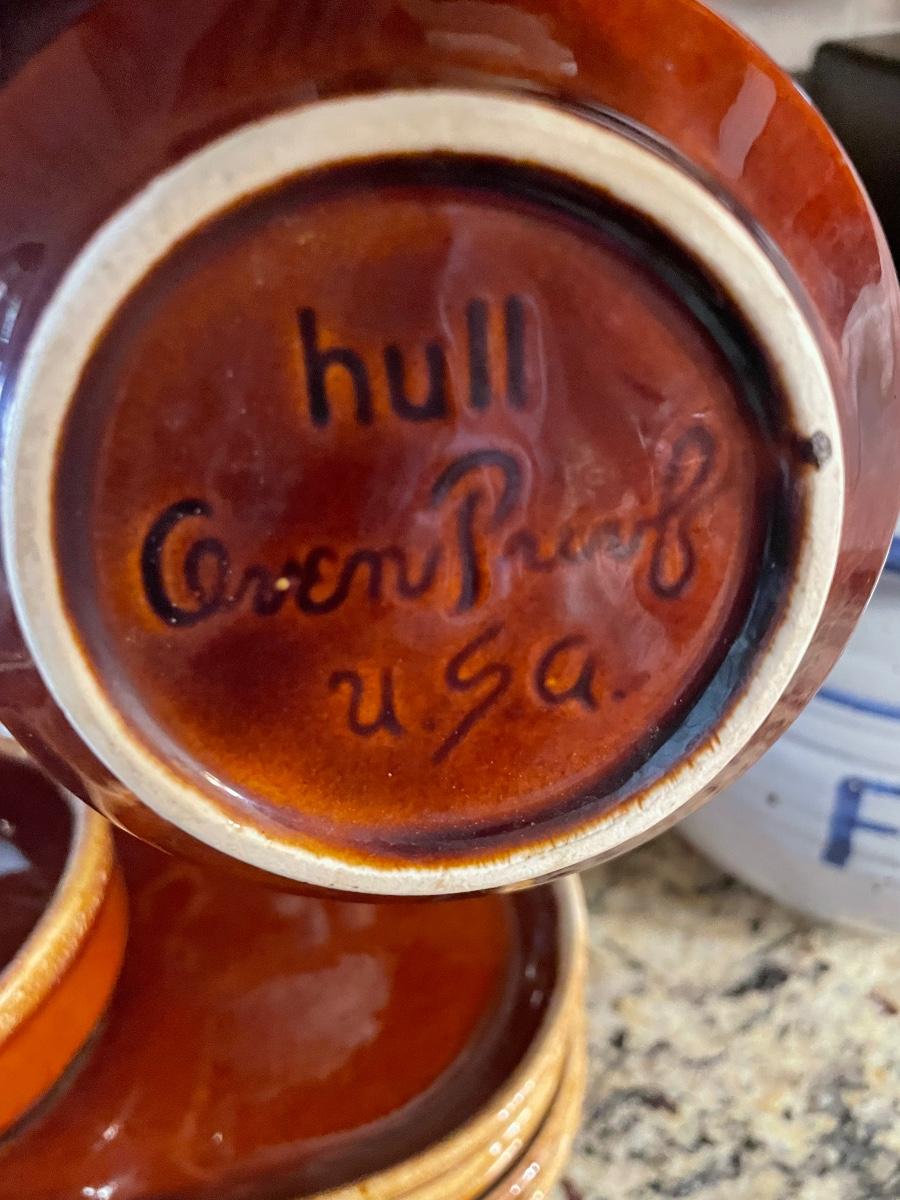 hull
Oven Proof
U.S.A.
F